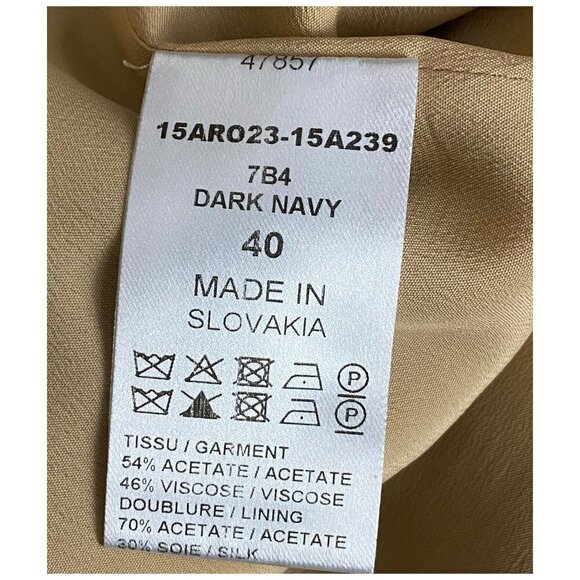 47857
15ARO23-15A239
7B4
DARK NAVY
40
MADE IN
SLOVAKIA
P
P
TISSU / GARMENT
54% ACETATE / ACETATE
46% VISCOSE / VISCOSE
DOUBLURE / LINING
70% ACETATE / ACETATE
30% SOIE / SILK